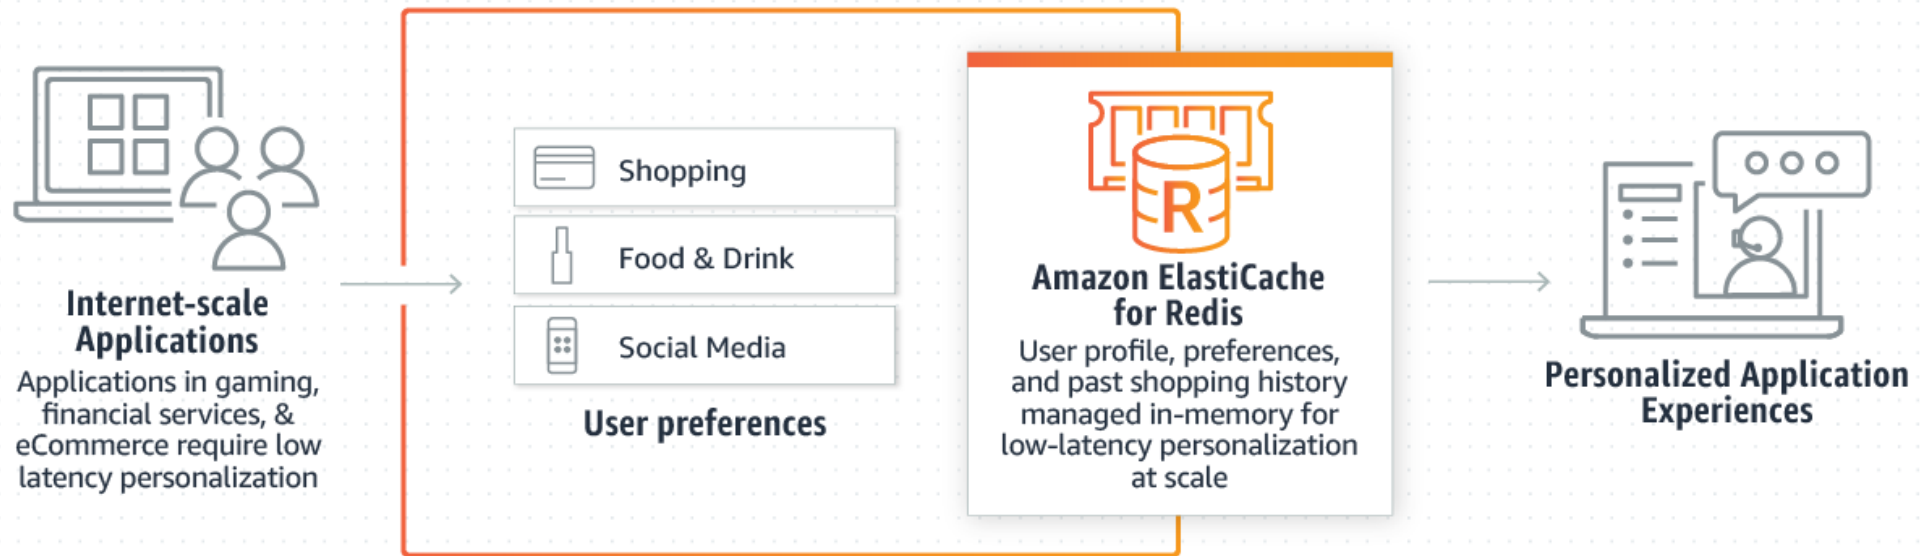 Internet-scale
Applications
Applications in gaming,
financial services, &
eCommerce require low
latency personalization
Shopping
Food & Drink
Social Media
User preferences
R
Amazon ElastiCache
for Redis
User profile, preferences,
and past shopping history
managed in-memory for
low-latency personalization
at scale
Personalized Application
Experiences